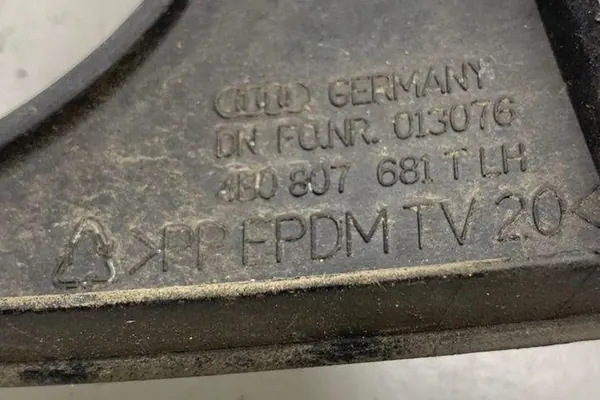 GERMANY
DN FO.NR. 013076
4B0 807 681 T LH
>PP EPDM TV 20<